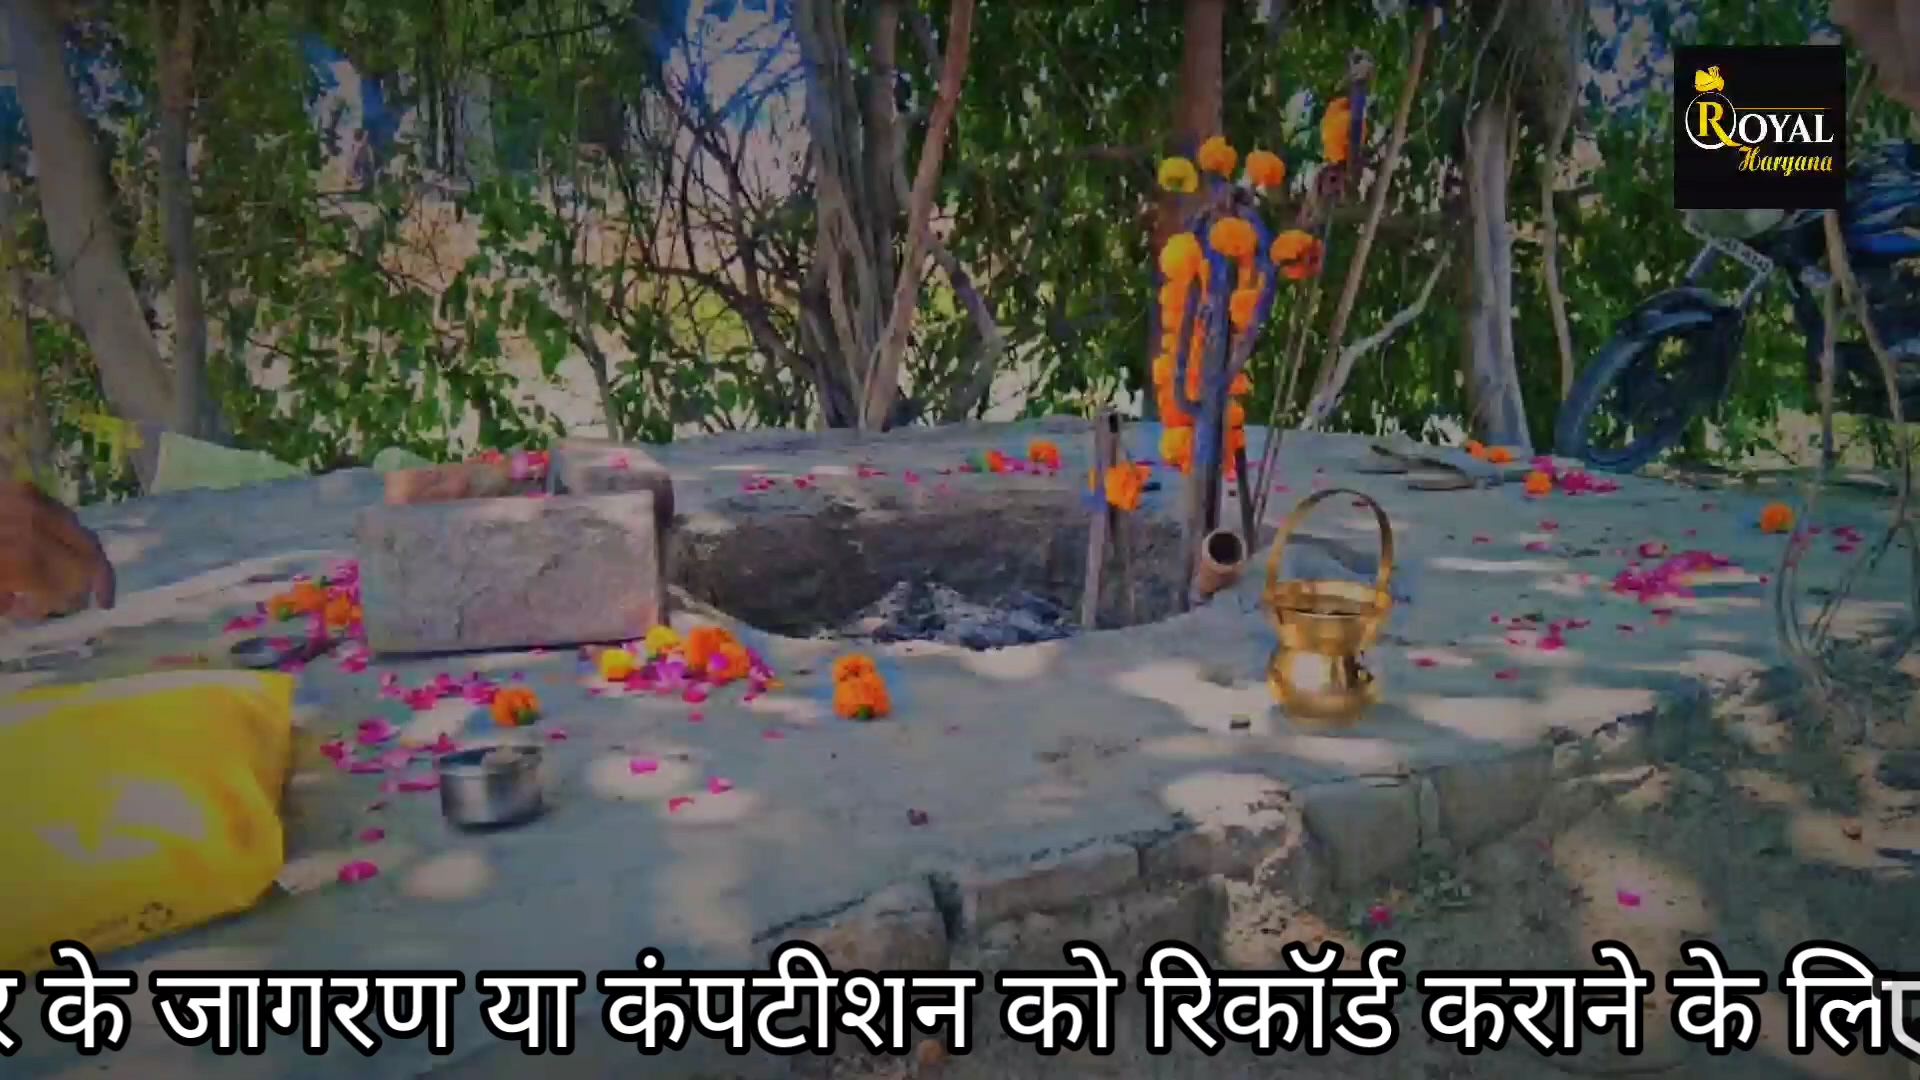 ROYAL
Haryana
के जागरण या कंपटीशन को रिकॉर्ड कराने के